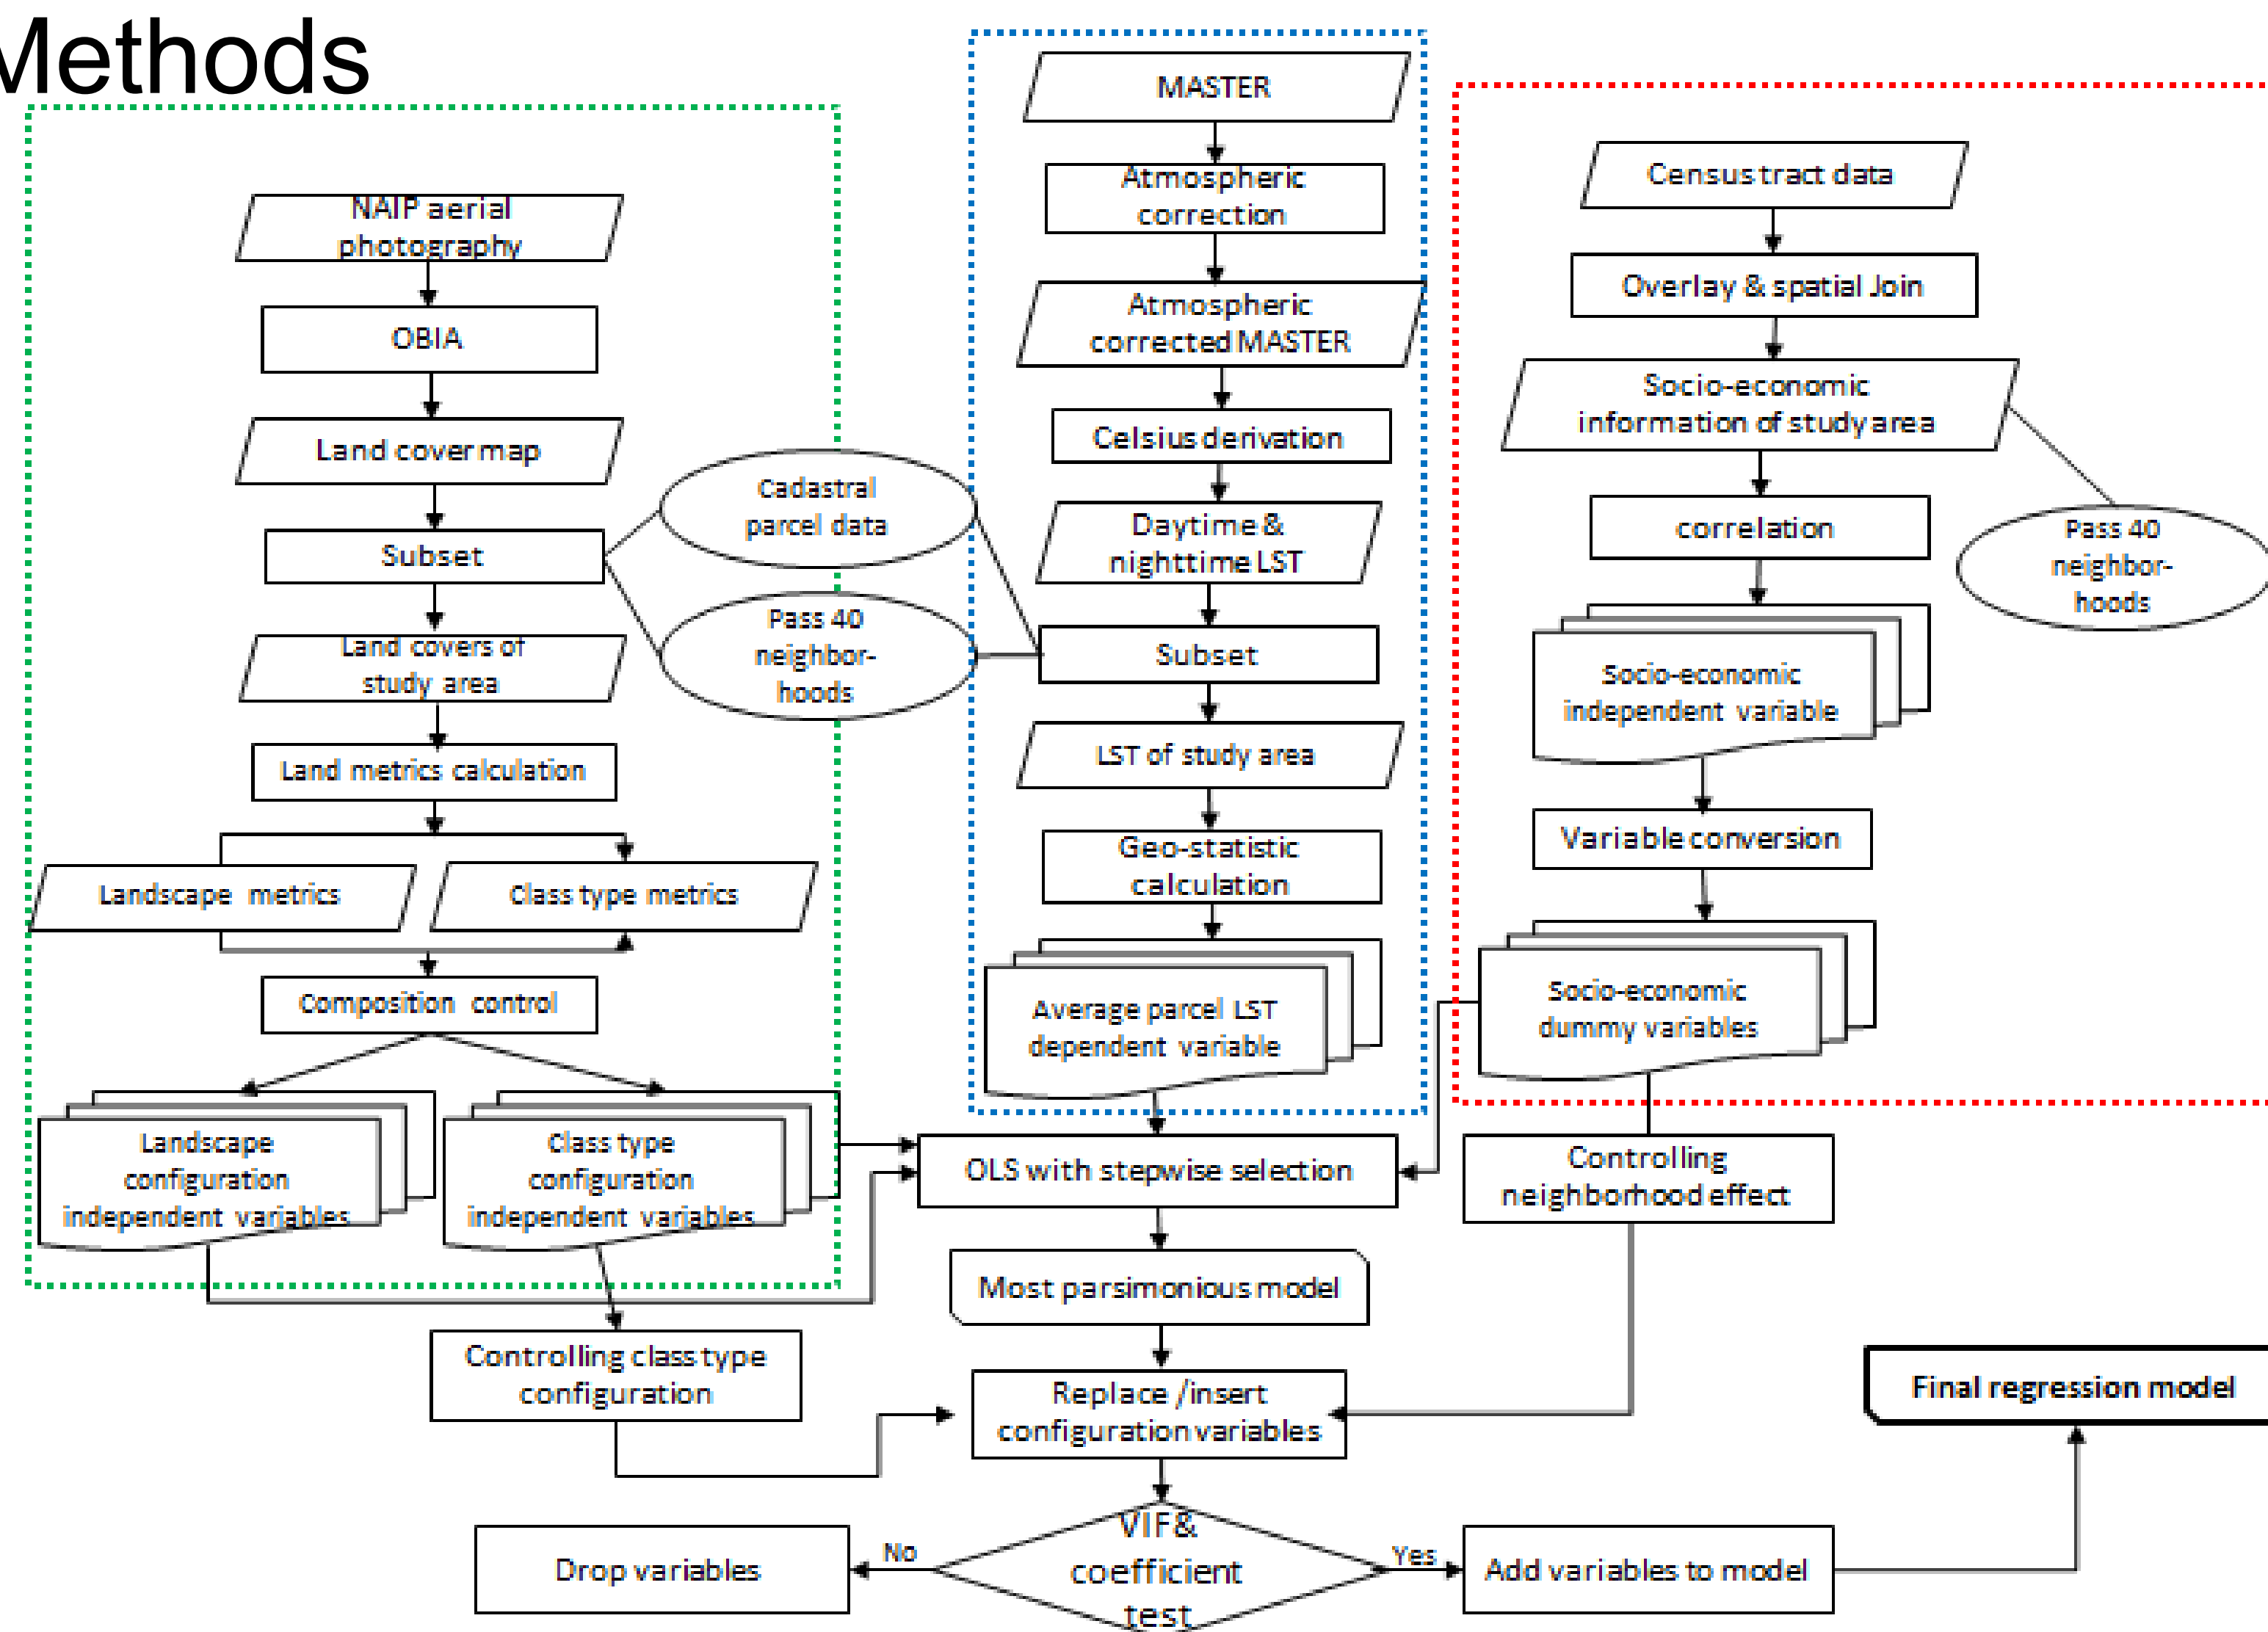 Methods
NAIP aerial
photography
OBIA
Land cover map
Subset
Land covers of
study area
Land metrics calculation
Landscape metrics
Class type metrics
Composition control
Landscape
configuration
independent variables
Class type
configuration
independent variables
Controlling class type
configuration
Cadastral
parcel data
Pass 40
neighbor-
hoods
MASTER
Atmospheric
correction
Atmospheric
corrected MASTER
Celsius derivation
Daytime &
nighttime LST
Subset
LST of study area
Geo-statistic
calculation
Average parcel LST
dependent variable
OLS with stepwise selection
Most parsimonious model
Replace /insert
configuration variables
VIF &
coefficient
test
No
Drop variables
Yes
Add variables to model
Census tract data
Overlay & spatial Join
Socio-economic
information of study area
correlation
Pass 40
neighbor-
hoods
Socio-economic
independent variable
Variable conversion
Socio-economic
dummy variables
Controlling
neighborhood effect
Final regression model